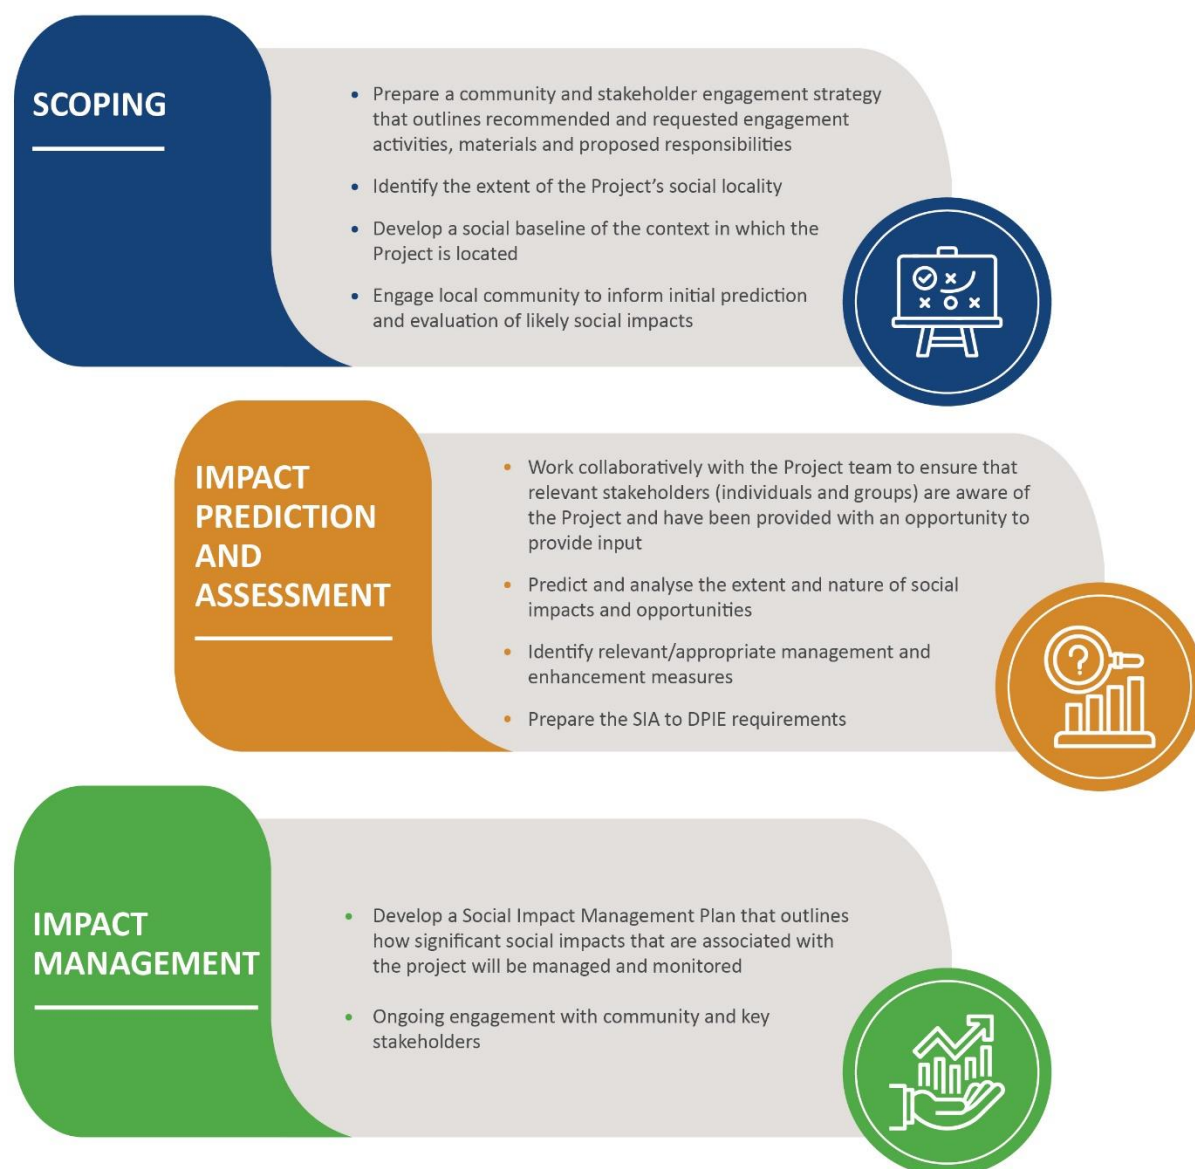 SCOPING
• Prepare a community and stakeholder engagement strategy
that outlines recommended and requested engagement
activities, materials and proposed responsibilities
• Identify the extent of the Project's social locality
• Develop a social baseline of the context in which the
Project is located
• Engage local community to inform initial prediction
and evaluation of likely social impacts
IMPACT
PREDICTION
AND
ASSESSMENT
• Work collaboratively with the Project team to ensure that
relevant stakeholders (individuals and groups) are aware of
the Project and have been provided with an opportunity to
provide input
• Predict and analyse the extent and nature of social
impacts and opportunities
• Identify relevant/appropriate management and
enhancement measures
• Prepare the SIA to DPIE requirements
?
IMPACT
MANAGEMENT
• Develop a Social Impact Management Plan that outlines
how significant social impacts that are associated with
the project will be managed and monitored
• Ongoing engagement with community and key
stakeholders